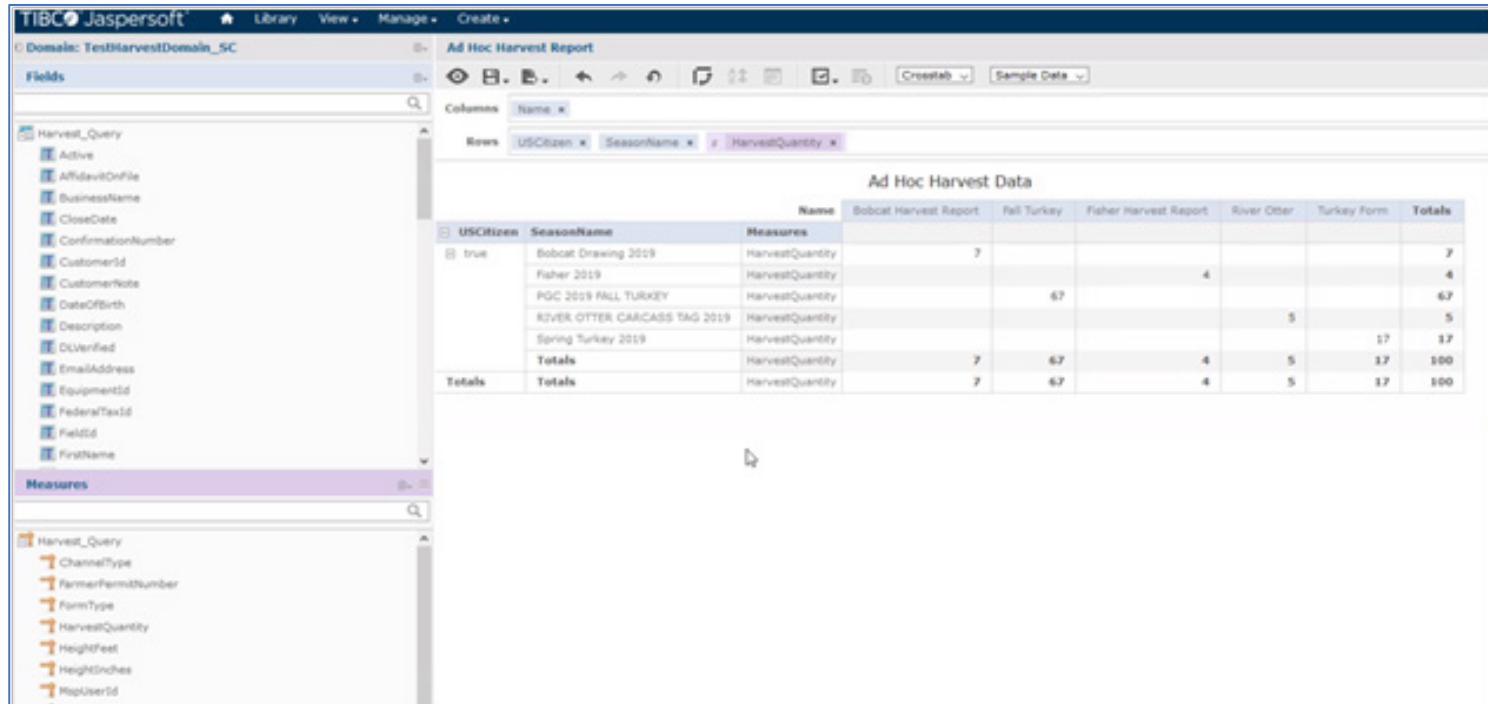 TIBCO Jaspersoft Library View Manage Create
Domain: TestHarvestDomain_SC
Fields
Harvest_Query
Active
AffidavitOnFile
BusinessName
CloseDate
ConfirmationNumber
CustomerId
CustomerNote
DateOfBirth
Description
DLVerified
EmailAddress
EquipmentId
FederalTaxId
FieldId
FirstName
Measures
Harvest_Query
ChannelType
FarmerPermitNumber
FormType
HarvestQuantity
HeightFeet
HeightInches
MspUserId
Ad Hoc Harvest Report
Crosstab Sample Data
Columns Name x
Rows USCitizen x SeasonName x # HarvestQuantity x
Ad Hoc Harvest Data
Name Bobcat Harvest Report Fall Turkey Fisher Harvest Report River Otter Turkey Form Totals
USCitizen SeasonName Measures
true Bobcat Drawing 2019 HarvestQuantity 7 7
Fisher 2019 HarvestQuantity 4 4
PGC 2019 FALL TURKEY HarvestQuantity 67 67
RIVER OTTER CARCASS TAG 2019 HarvestQuantity 5 5
Spring Turkey 2019 HarvestQuantity 17 17
Totals HarvestQuantity 7 67 4 5 17 100
Totals Totals HarvestQuantity 7 67 4 5 17 100